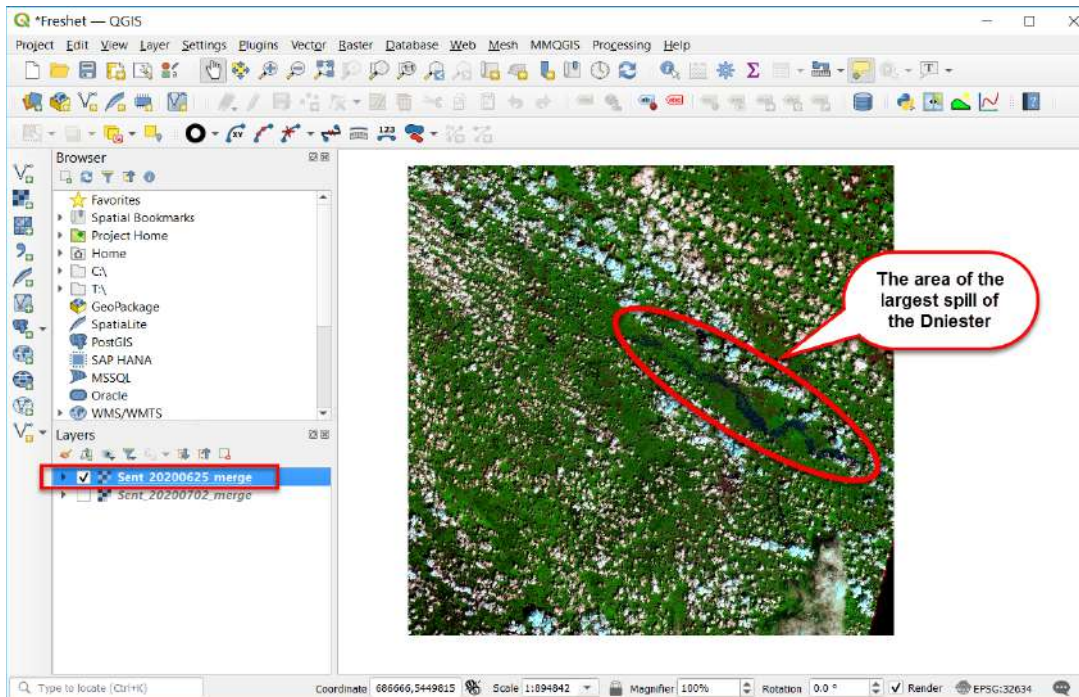 *Freshet — QGIS
Project Edit View Layer Settings Plugins Vector Raster Database Web Mesh MMQGIS Processing Help
Browser
Favorites
Spatial Bookmarks
Project Home
Home
C:\
T:\
GeoPackage
SpatiaLite
PostGIS
SAP HANA
MSSQL
Oracle
WMS/WMTS
Layers
Sent_20200625_merge
Sent_20200702_merge
The area of the
largest spill of
the Dniester
Type to locate (Ctrl+K) Coordinate 686666,5449815 Scale 1:894842 Magnifier 100% Rotation 0.0 ° Render EPSG:32634